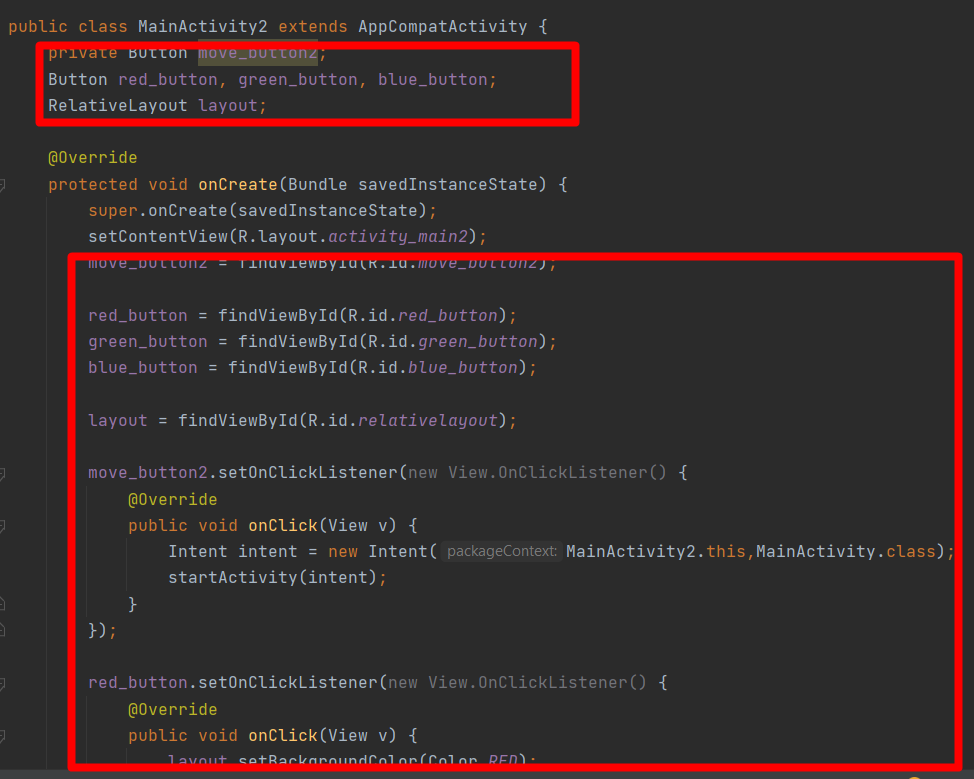 public class MainActivity2 extends AppCompatActivity {
private Button move_button2;
Button red_button, green_button, blue_button;
RelativeLayout layout;
@Override
protected void onCreate(Bundle savedInstanceState) {
super.onCreate(savedInstanceState);
setContentView(R.layout.activity_main2);
move_button2 = findViewById(R.id.move_button2);
red_button = findViewById(R.id.red_button);
green_button = findViewById(R.id.green_button);
blue_button = findViewById(R.id.blue_button);
layout = findViewById(R.id.relativelayout);
move_button2.setOnClickListener(new View.OnClickListener() {
@Override
public void onClick(View v) {
Intent intent = new Intent( packageContext: MainActivity2.this,MainActivity.class);
startActivity(intent);
}
});
red_button.setOnClickListener(new View.OnClickListener() {
@Override
public void onClick(View v) {
layout.setBackgroundColor(Color.RED);